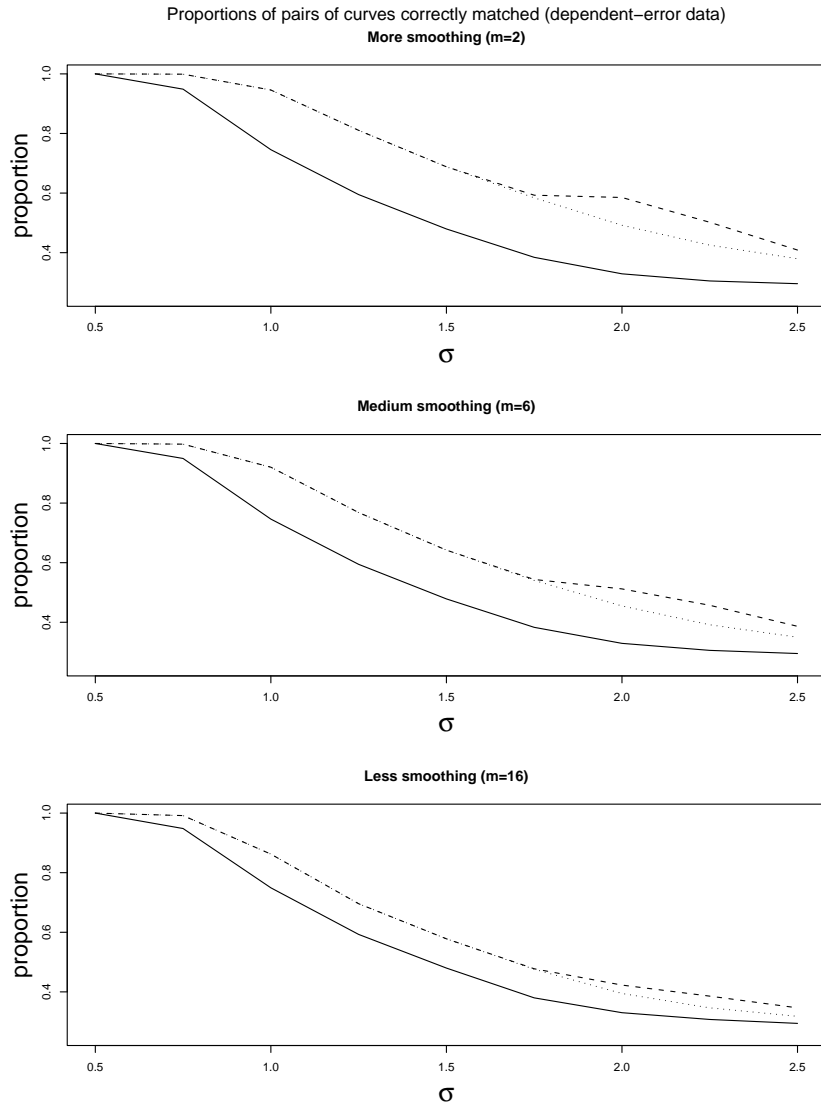 Proportions of pairs of curves correctly matched (dependent−error data)
More smoothing (m=2)
proportion
1.0
0.8
0.6
0.4
0.5 1.0 1.5 2.0 2.5
σ
Medium smoothing (m=6)
proportion
1.0
0.8
0.6
0.4
0.5 1.0 1.5 2.0 2.5
σ
Less smoothing (m=16)
proportion
1.0
0.8
0.6
0.4
0.5 1.0 1.5 2.0 2.5
σ